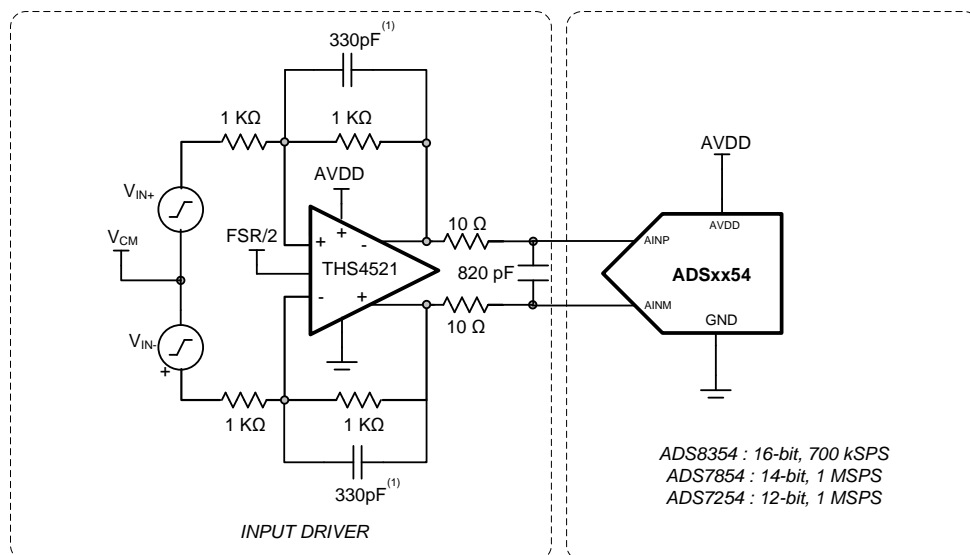 330pF(1)
1 KΩ
1 KΩ
AVDD
VIN+
VCM
FSR/2
+
+
-
THS4521
-
+
10 Ω
820 pF
10 Ω
VIN-
+
1 KΩ
1 KΩ
330pF(1)
INPUT DRIVER
AVDD
AVDD
AINP
ADSxx54
AINM
GND
ADS8354 : 16-bit, 700 kSPS
ADS7854 : 14-bit, 1 MSPS
ADS7254 : 12-bit, 1 MSPS